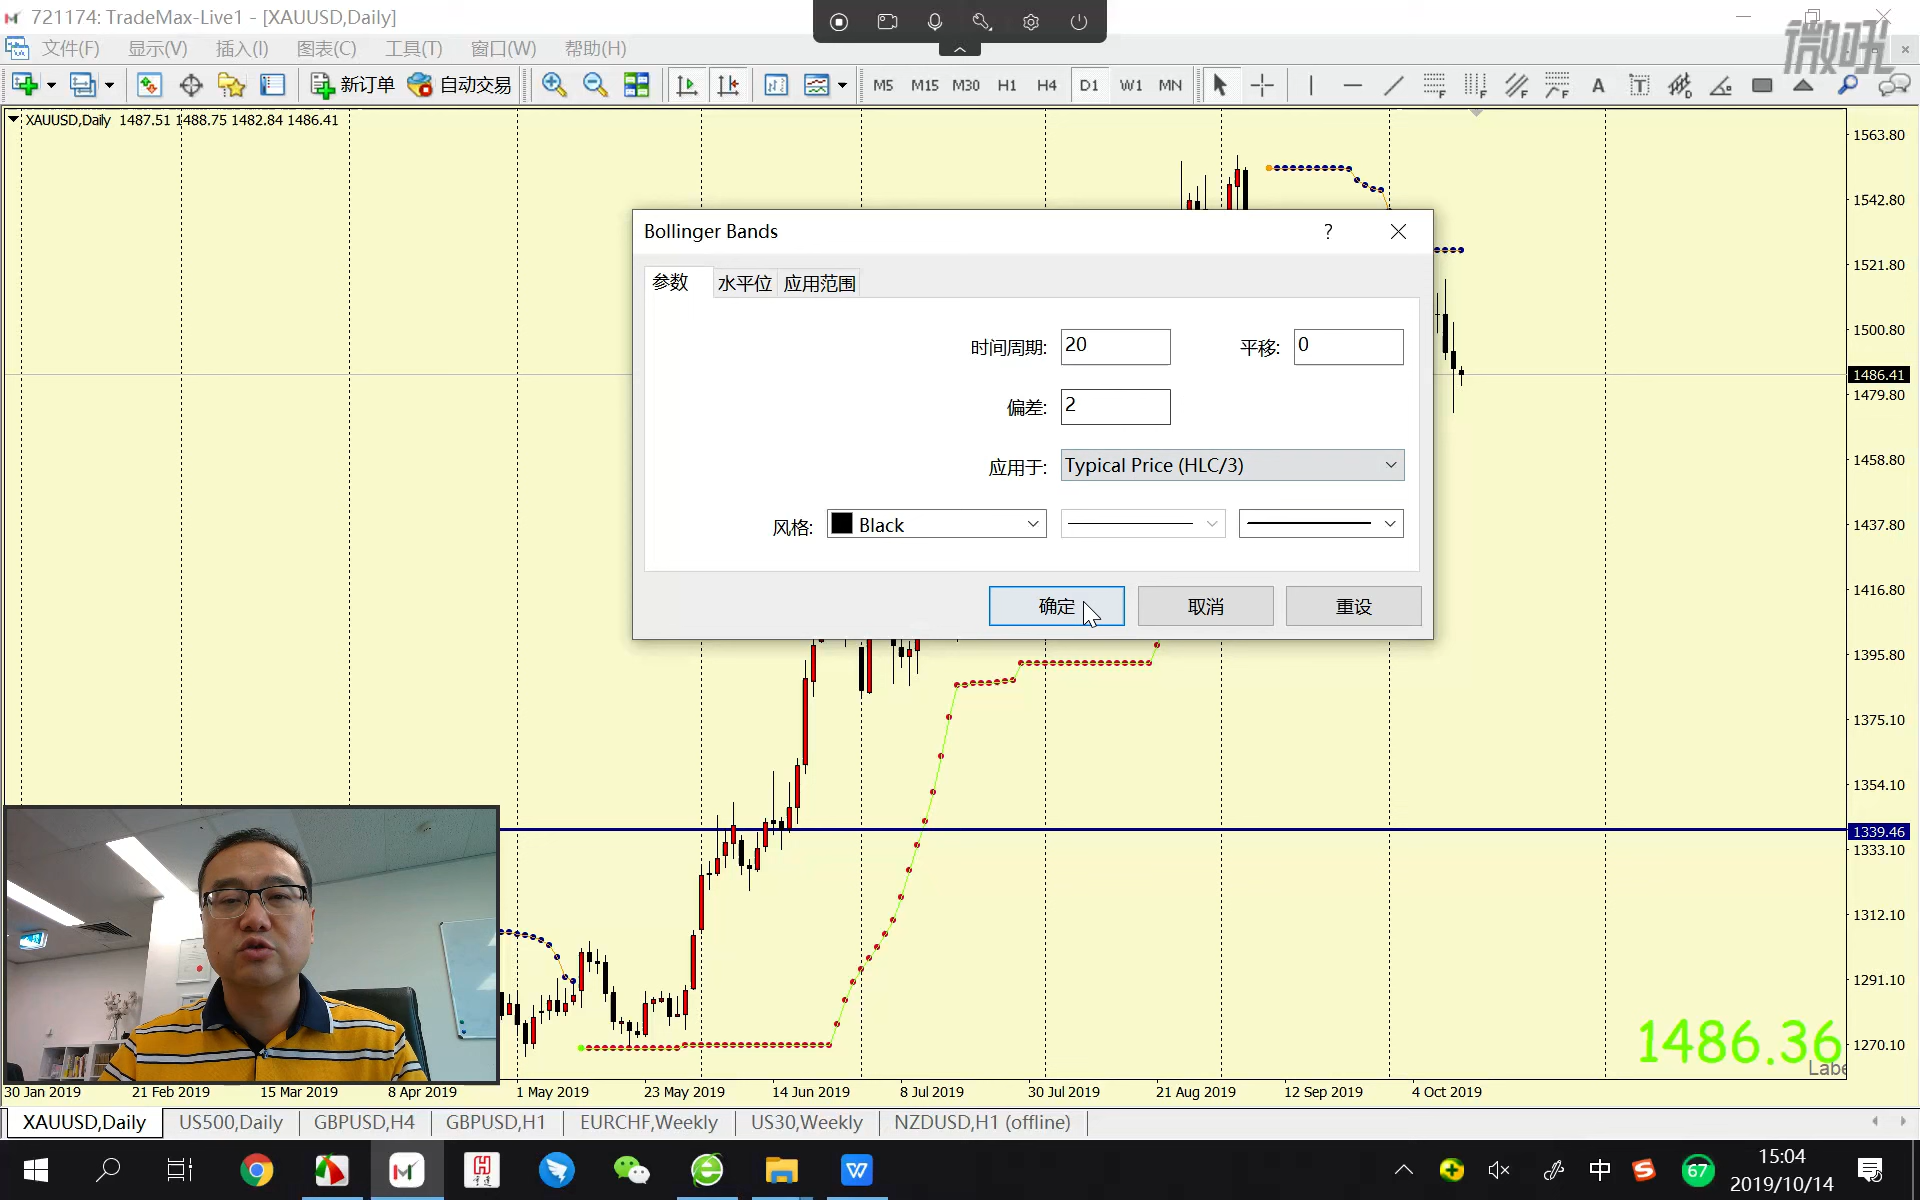 721174: TradeMax-Live1 - [XAUUSD,Daily]
微吼
文件(F) 显示(V) 插入(I) 图表(C) 工具(T) 窗口(W) 帮助(H)
新订单 自动交易 M5 M15 M30 H1 H4 D1 W1 MN
XAUUSD,Daily 1487.51 1488.75 1482.84 1486.41
1563.80
1542.80
1521.80
1500.80
1486.41
1479.80
1458.80
1437.80
1416.80
1395.80
1375.10
1354.10
1339.46
1333.10
1312.10
1291.10
1270.10
Bollinger Bands
参数 水平位 应用范围
时间周期: 20 平移: 0
偏差: 2
应用于: Typical Price (HLC/3)
风格: Black
确定 取消 重设
1486.36
Labe
30 Jan 2019 21 Feb 2019 15 Mar 2019 8 Apr 2019 1 May 2019 23 May 2019 14 Jun 2019 8 Jul 2019 30 Jul 2019 21 Aug 2019 12 Sep 2019 4 Oct 2019
XAUUSD,Daily US500,Daily GBPUSD,H4 GBPUSD,H1 EURCHF,Weekly US30,Weekly NZDUSD,H1 (offline)
中 67 15:04
2019/10/14